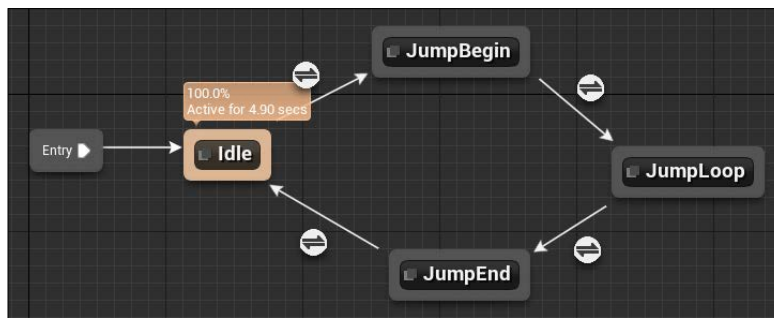 JumpBegin
100.0%
Active for 4.90 secs
Entry
Idle
JumpLoop
JumpEnd